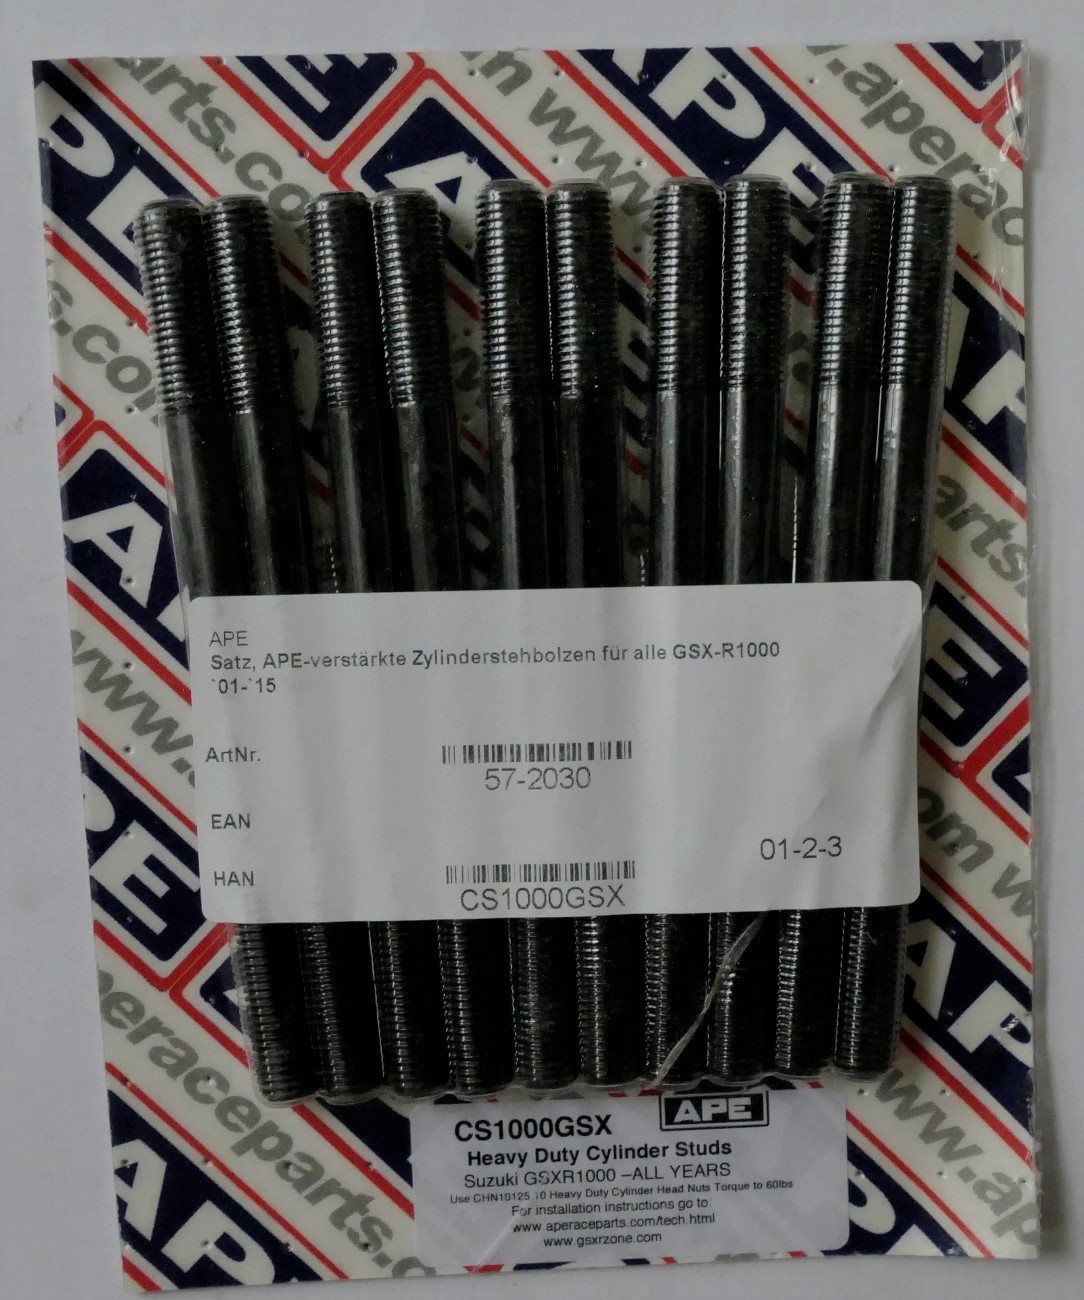 APE
Satz, APE-verstärkte Zylinderstehbolzen für alle GSX-R1000
`01-`15
ArtNr.
57-2030
EAN
01-2-3
HAN
CS1000GSX
APE
CS1000GSX
Heavy Duty Cylinder Studs
Suzuki GSXR1000 –ALL YEARS
Use CHN10125 Heavy Duty Cylinder Head Nuts Torque to 60lbs
For installation instructions go to:
www.aperaceparts.com/tech.html
www.gsxrzone.com